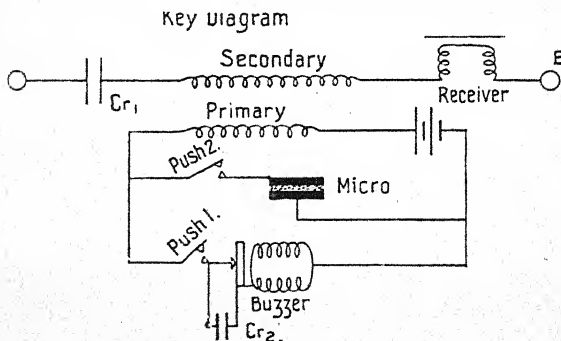 Key Diagram
Secondary
E
Cr1
Receiver
Primary
Push 2.
Micro
Push 1.
Buzzer
Cr2.